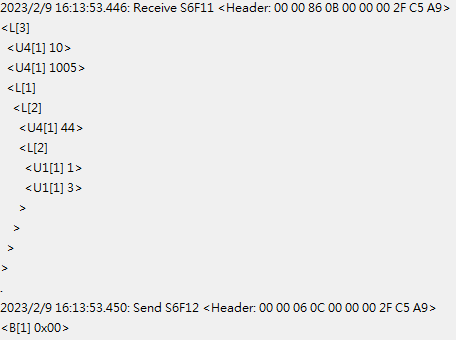 2023/2/9 16:13:53.446: Receive S6F11 <Header: 00 00 86 0B 00 00 00 2F C5 A9>
<L[3]
<U4[1] 10>
<U4[1] 1005>
<L[1]
<L[2]
<U4[1] 44>
<L[2]
<U1[1] 1>
<U1[1] 3>
>
>
>
>
.
2023/2/9 16:13:53.450: Send S6F12 <Header: 00 00 06 0C 00 00 00 2F C5 A9>
<B[1] 0x00>